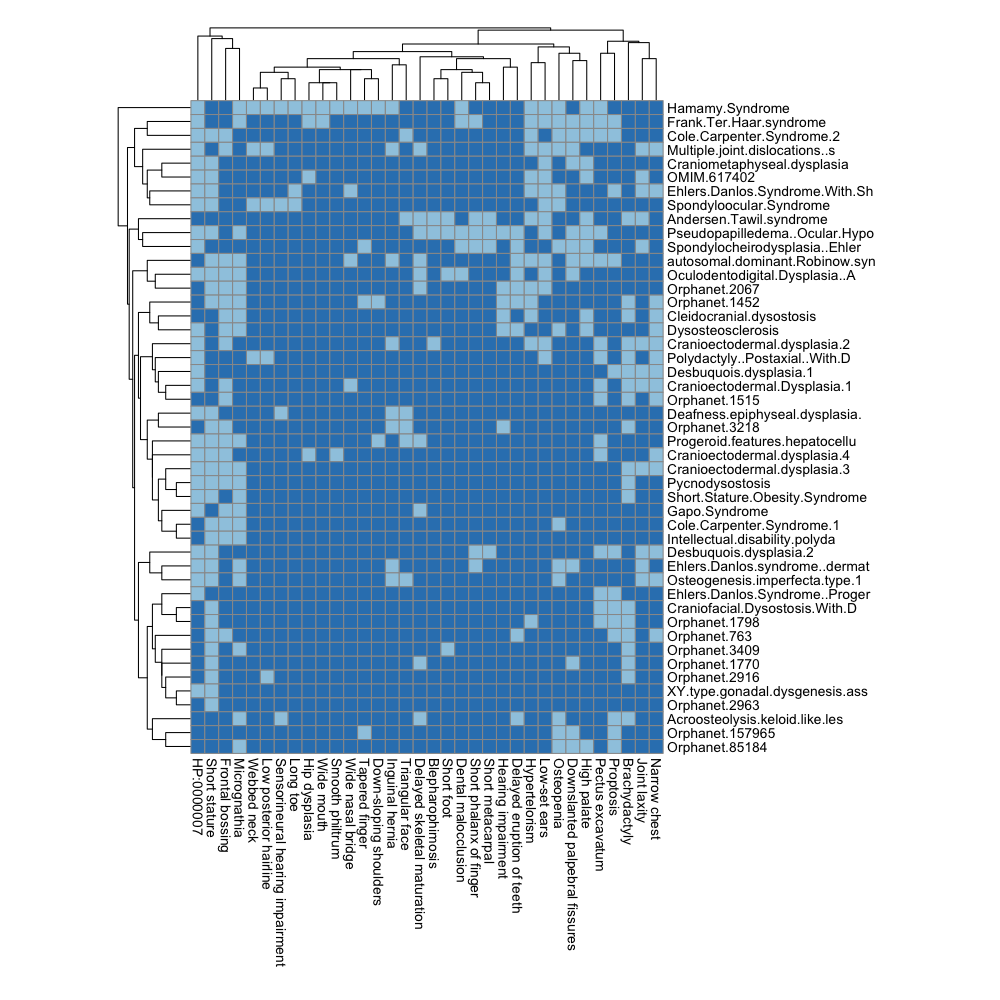 Hamamy.Syndrome
Frank.Ter.Haar.syndrome
Cole.Carpenter.Syndrome.2
Multiple.joint.dislocations..s
Craniometaphyseal.dysplasia
OMIM.617402
Ehlers.Danlos.Syndrome.With.Sh
Spondyloocular.Syndrome
Andersen.Tawil.syndrome
Pseudopapilledema..Ocular.Hypo
Spondylocheirodysplasia..Ehler
autosomal.dominant.Robinow.syn
Oculodentodigital.Dysplasia..A
Orphanet.2067
Orphanet.1452
Cleidocranial.dysostosis
Dysosteosclerosis
Cranioectodermal.dysplasia.2
Polydactyly..Postaxial..With.D
Desbuquois.dysplasia.1
Cranioectodermal.Dysplasia.1
Orphanet.1515
Deafness.epiphyseal.dysplasia.
Orphanet.3218
Progeroid.features.hepatocellu
Cranioectodermal.dysplasia.4
Cranioectodermal.dysplasia.3
Pycnodysostosis
Short.Stature.Obesity.Syndrome
Gapo.Syndrome
Cole.Carpenter.Syndrome.1
Intellectual.disability.polyda
Desbuquois.dysplasia.2
Ehlers.Danlos.syndrome..dermat
Osteogenesis.imperfecta.type.1
Ehlers.Danlos.Syndrome..Proger
Craniofacial.Dysostosis.With.D
Orphanet.1798
Orphanet.763
Orphanet.3409
Orphanet.1770
Orphanet.2916
XY.type.gonadal.dysgenesis.ass
Orphanet.2963
Acroosteolysis.keloid.like.les
Orphanet.157965
Orphanet.85184
HP:0000007
Short stature
Frontal bossing
Micrognathia
Webbed neck
Low posterior hairline
Sensorineural hearing impairment
Long toe
Hip dysplasia
Wide mouth
Smooth philtrum
Wide nasal bridge
Tapered finger
Down-sloping shoulders
Inguinal hernia
Triangular face
Delayed skeletal maturation
Blepharophimosis
Short foot
Dental malocclusion
Short phalanx of finger
Short metacarpal
Hearing impairment
Delayed eruption of teeth
Hypertelorism
Low-set ears
Osteopenia
Downslanted palpebral fissures
High palate
Pectus excavatum
Proptosis
Brachydactyly
Joint laxity
Narrow chest